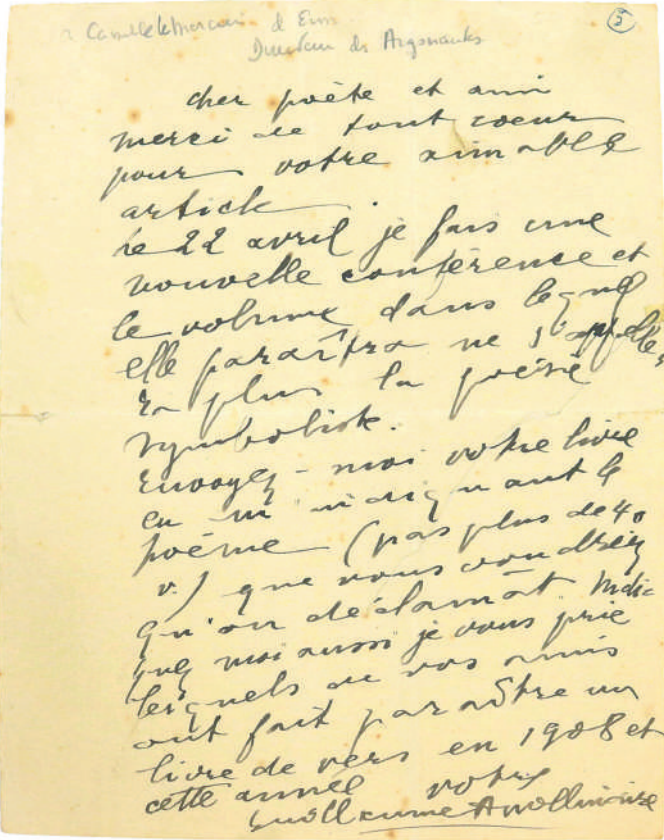 à Camille le Mercier d'Erm
Directeur des Argonautes
5
cher poète et ami
merci de tout coeur
pour votre aimable
article.
Le 22 avril je fais une
nouvelle conférence et
le volume dans lequel
elle paraîtra ne s'appellera
plus la poésie
symboliste.
Envoyez-moi votre livre
en m'indiquant le
poème (pas plus de 40
v.) que vous voudriez
qu'on déclamât. Indi-
quez moi aussi je vous prie
lesquels de vos amis
ont fait paraître un
livre de vers en 1908 et
cette année votre
Guillaume Apollinaire